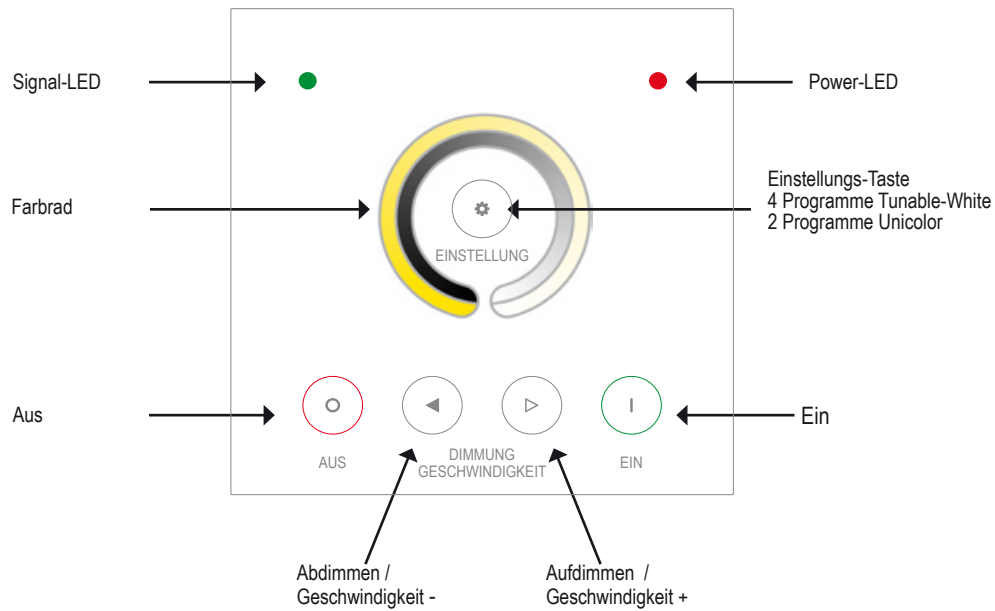 Signal-LED
Power-LED
Farbrad
Einstellungs-Taste
4 Programme Tunable-White
2 Programme Unicolor
EINSTELLUNG
Aus
Ein
AUS
DIMMUNG
GESCHWINDIGKEIT
EIN
Abdimmen /
Geschwindigkeit -
Aufdimmen /
Geschwindigkeit +